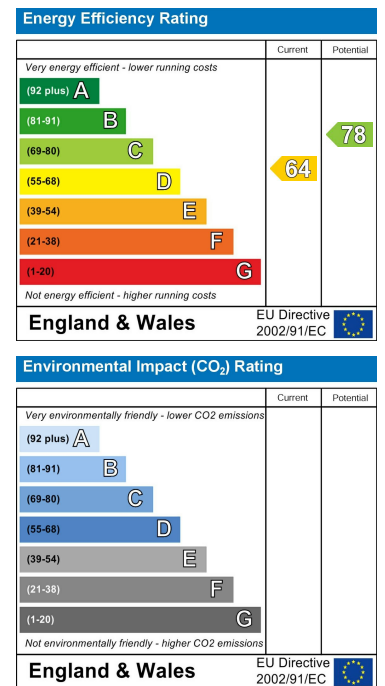 Energy Efficiency Rating
Current Potential
Very energy efficient - lower running costs
(92 plus) A
(81-91) B
(69-80) C
(55-68) D
(39-54) E
(21-38) F
(1-20) G
64
78
Not energy efficient - higher running costs
England & Wales
EU Directive
2002/91/EC
Environmental Impact (CO₂) Rating
Current Potential
Very environmentally friendly - lower CO2 emissions
(92 plus) A
(81-91) B
(69-80) C
(55-68) D
(39-54) E
(21-38) F
(1-20) G
Not environmentally friendly - higher CO2 emissions
England & Wales
EU Directive
2002/91/EC